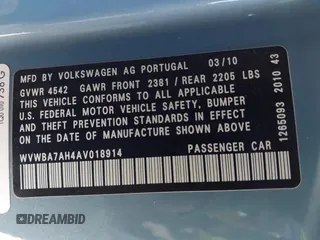 MFD BY VOLKSWAGEN AG PORTUGAL 03/10
GVWR 4542 GAWR FRONT 2381 / REAR 2205 LBS
THIS VEHICLE CONFORMS TO ALL APPLICABLE
U.S. FEDERAL MOTOR VEHICLE SAFETY, BUMPER
AND THEFT PREVENTION STANDARDS IN EFFECT
ON THE DATE OF MANUFACTURE SHOWN ABOVE.
WVWBA7AH4AV018914 PASSENGER CAR
1265093 2010 43